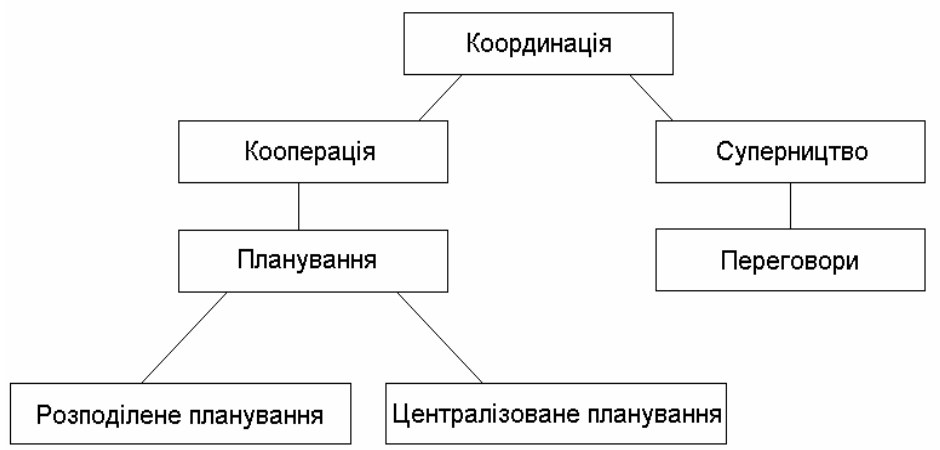 Координація
Кооперація
Суперництво
Планування
Переговори
Розподілене планування
Централізоване планування